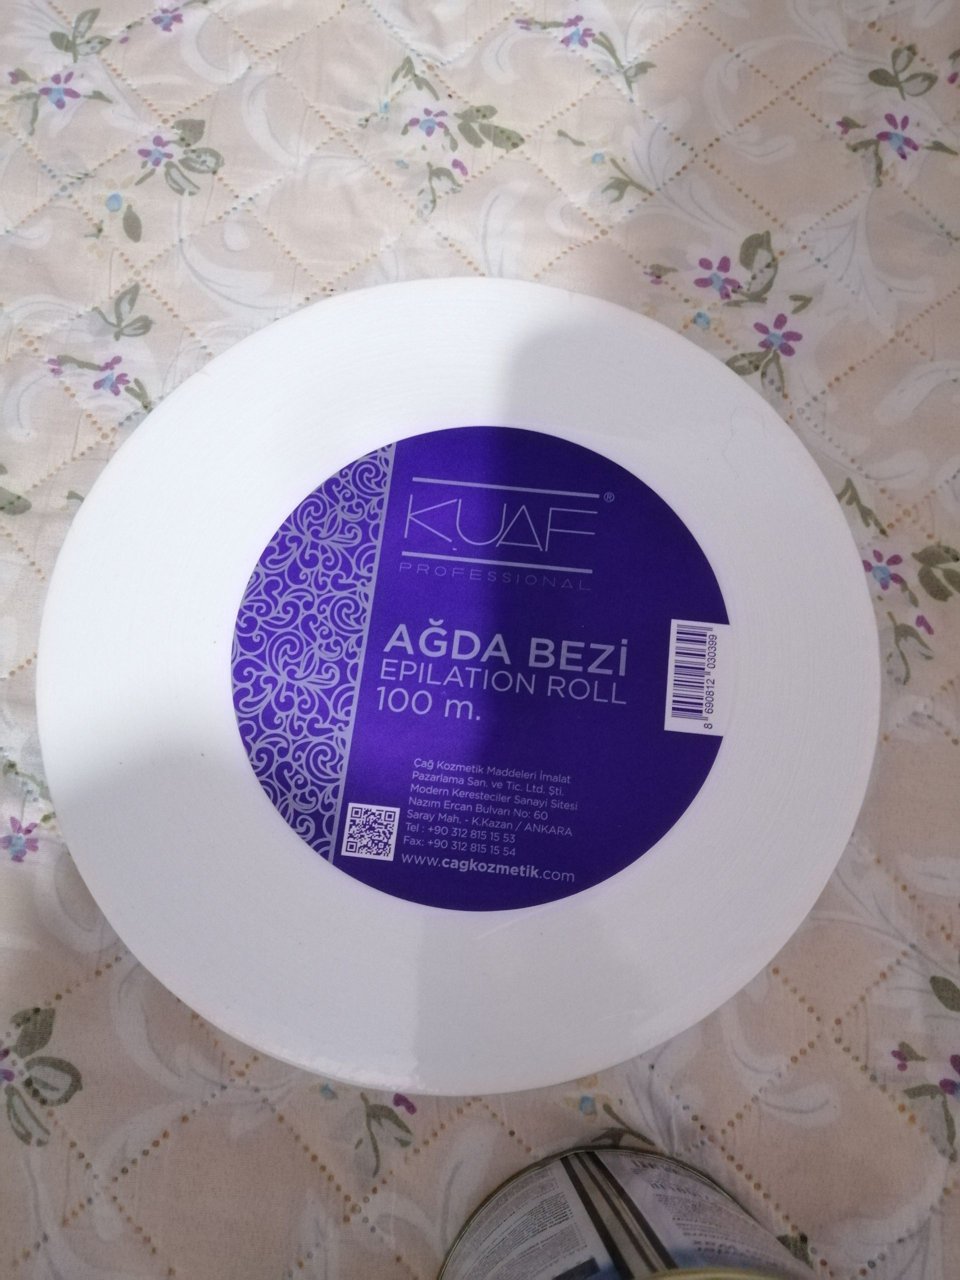 KUAF®
PROFESSIONAL
AĞDA BEZİ
EPILATION ROLL
100 m.
8 690812 030399
Çağ Kozmetik Maddeleri İmalat
Pazarlama San. ve Tic. Ltd. Şti.
Modern Keresteciler Sanayi Sitesi
Nazım Ercan Bulvarı No: 60
Saray Mah. - K.Kazan / ANKARA
Tel : +90 312 815 15 53
Fax: +90 312 815 15 54
www.cagkozmetik.com